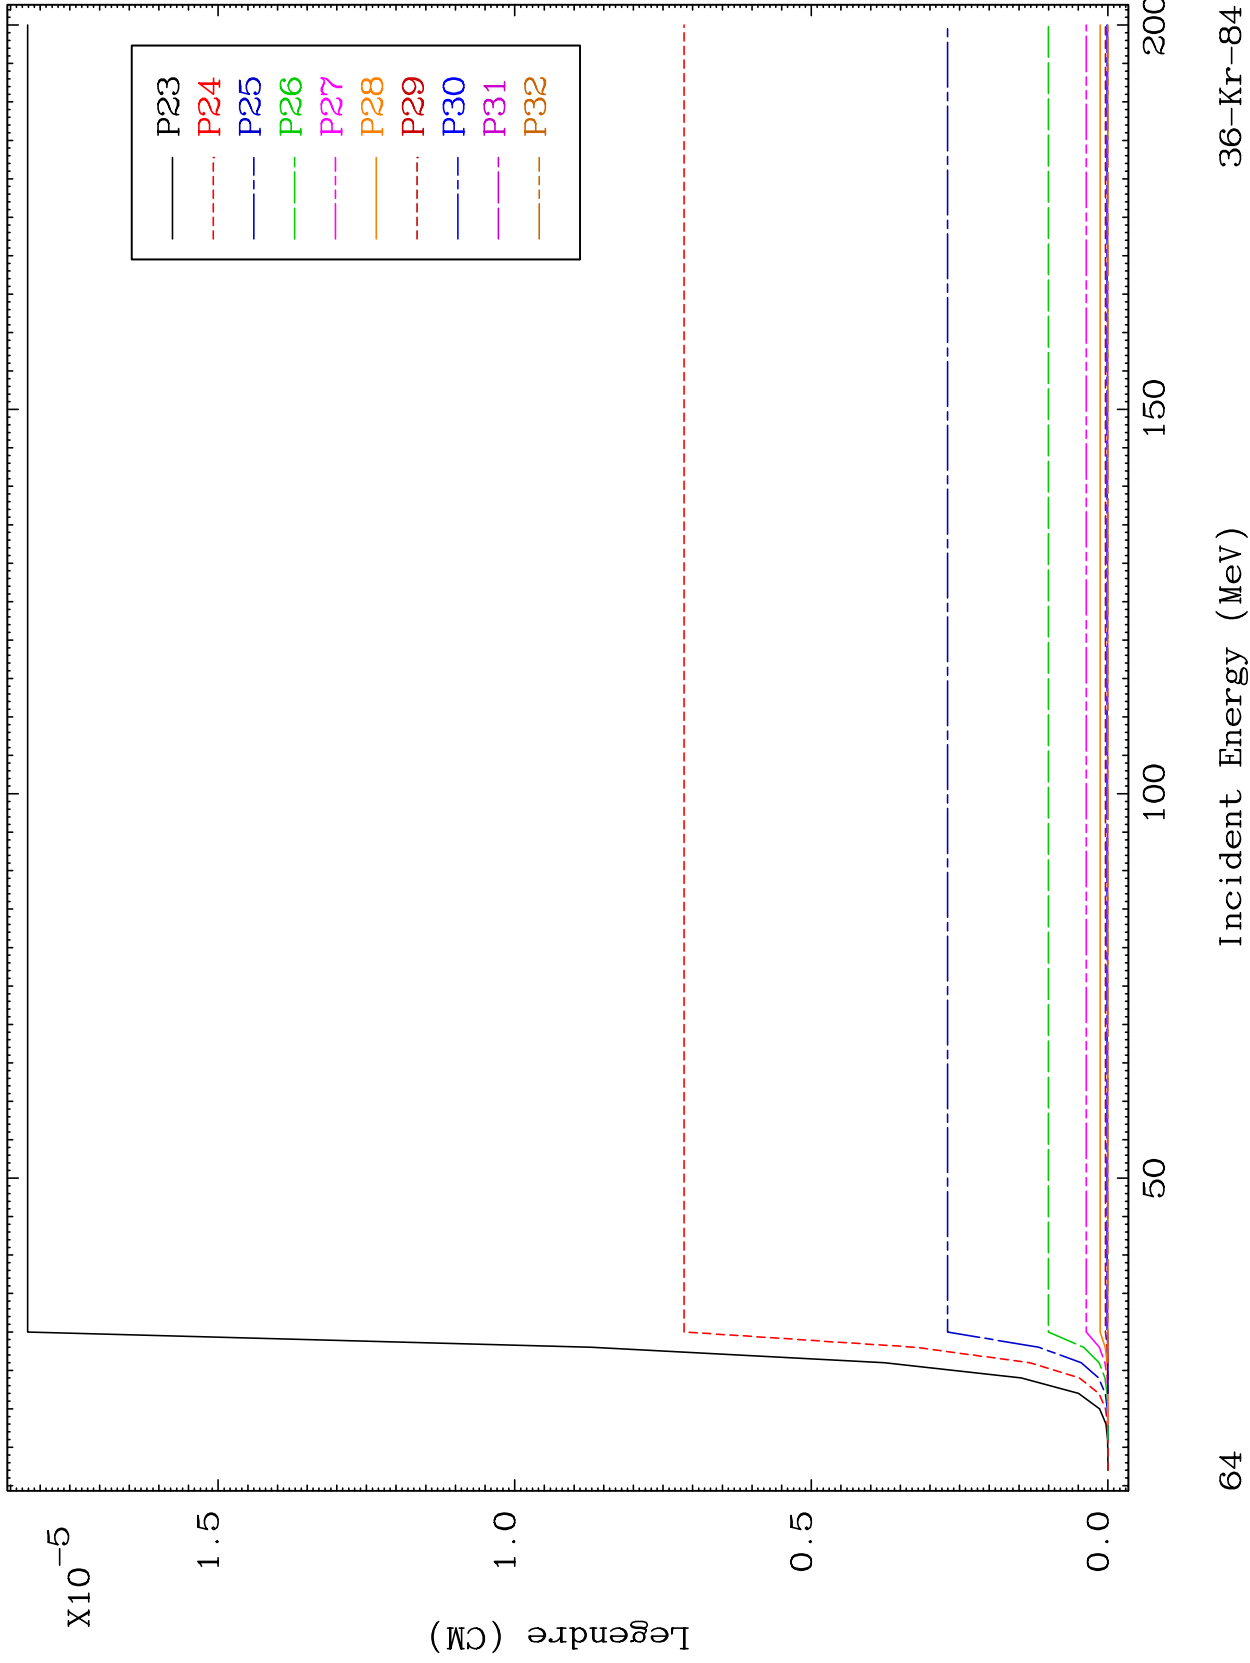 X10-5
Legendre (CM)
1.5
1.0
0.5
0.0
P23
P24
P25
P26
P27
P28
P29
P30
P31
P32
50
100
150
200
Incident Energy (MeV)
64
36-Kr-84